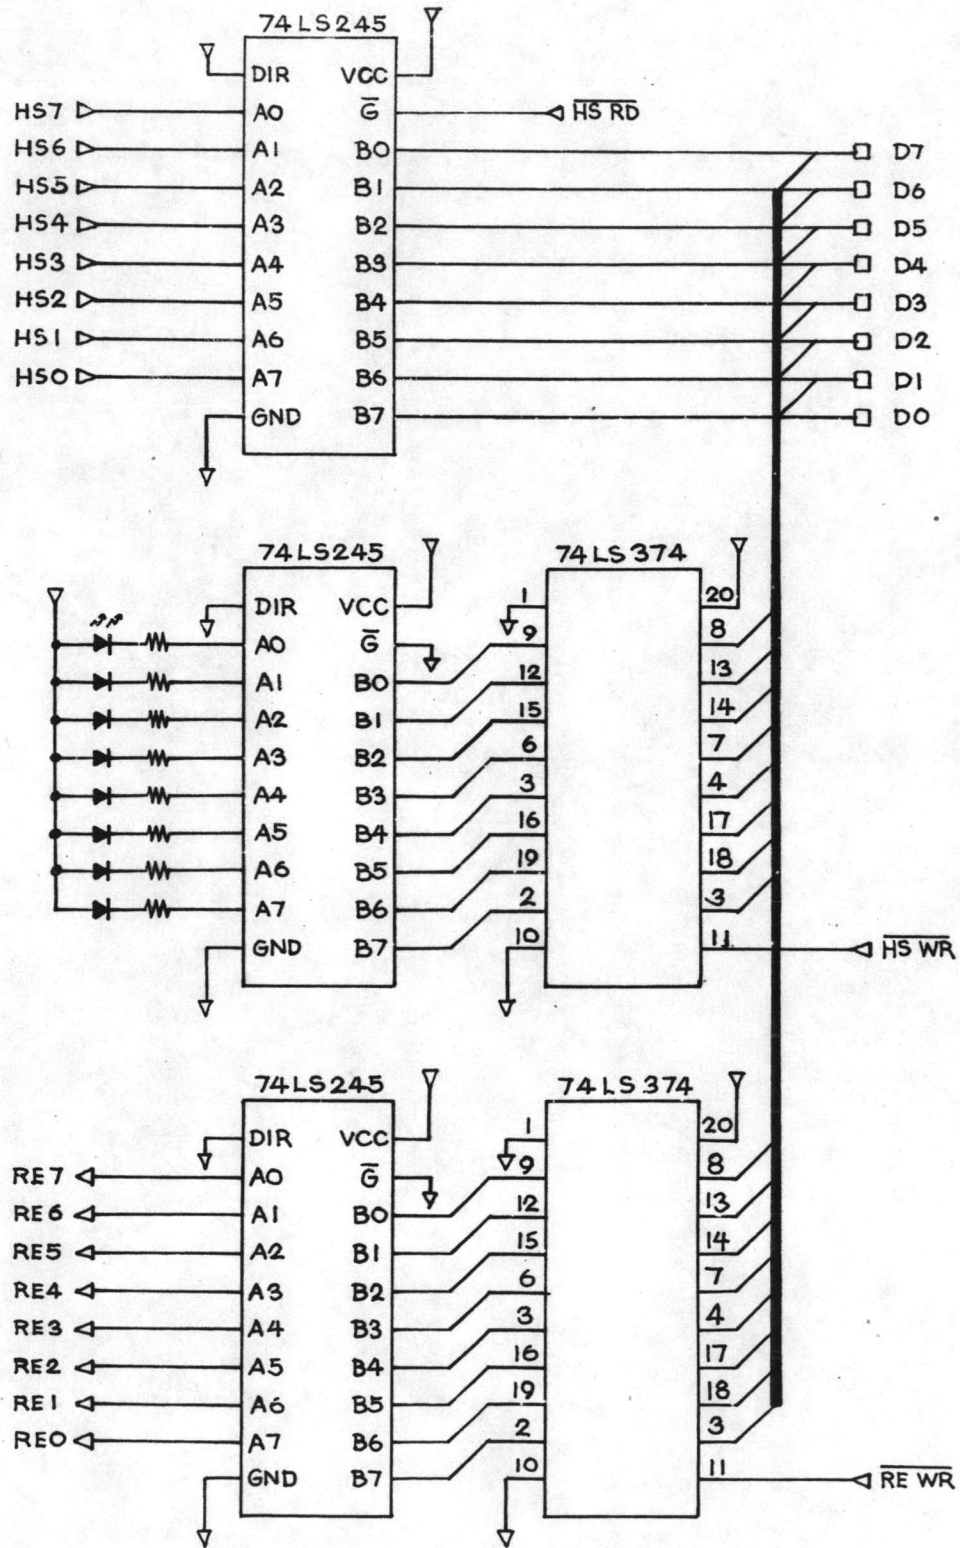 74LS245
DIR VCC
HS7 A0 G̅ H̅S̅ ̅R̅D̅
HS6 A1 B0 D7
HS5 A2 B1 D6
HS4 A3 B2 D5
HS3 A4 B3 D4
HS2 A5 B4 D3
HS1 A6 B5 D2
HS0 A7 B6 D1
GND B7 D0
74LS245 74LS374
DIR VCC 1 20
A0 G̅ 9 8
A1 B0 12 13
A2 B1 15 14
A3 B2 6 7
A4 B3 3 4
A5 B4 16 17
A6 B5 19 18
A7 B6 2 3
GND B7 10 11 H̅S̅ ̅W̅R̅
74LS245 74LS374
DIR VCC 1 20
RE7 A0 G̅ 9 8
RE6 A1 B0 12 13
RE5 A2 B1 15 14
RE4 A3 B2 6 7
RE3 A4 B3 3 4
RE2 A5 B4 16 17
RE1 A6 B5 19 18
RE0 A7 B6 2 3
GND B7 10 11 R̅E̅ ̅W̅R̅